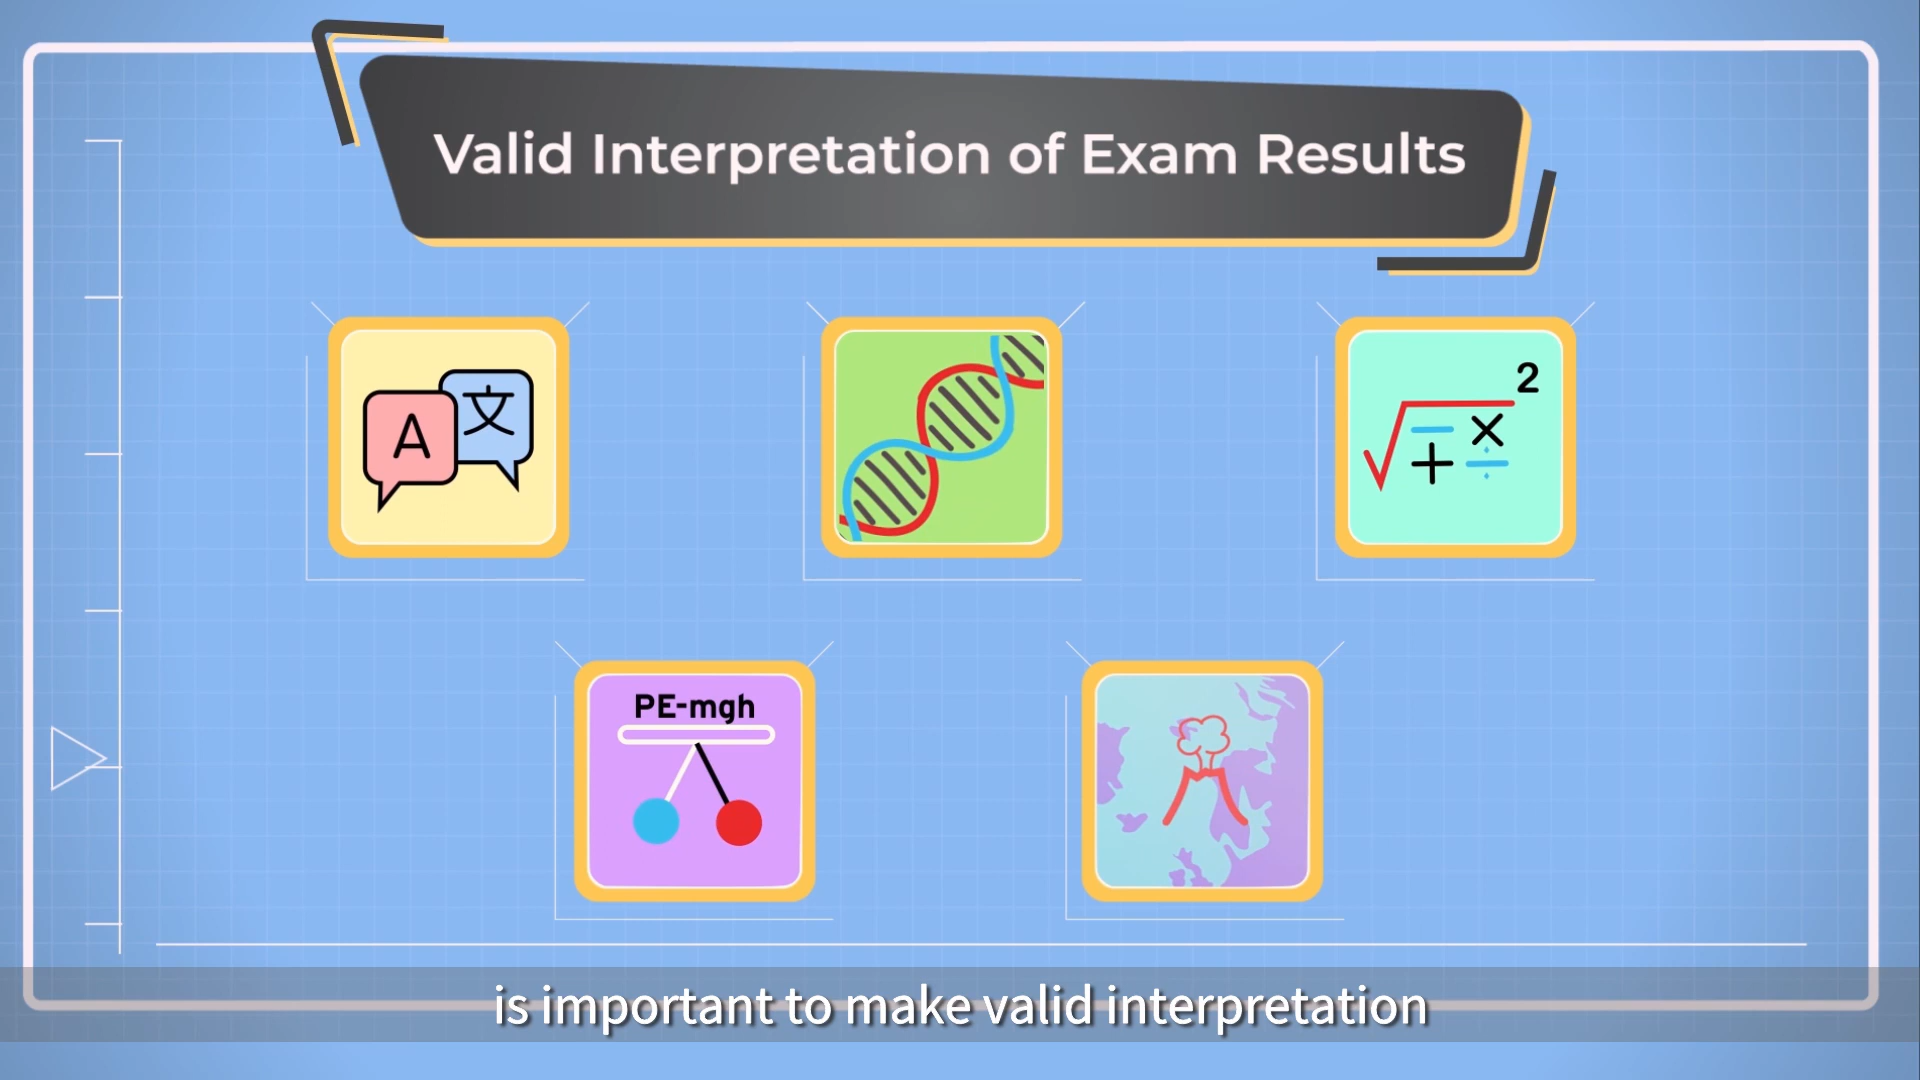 Valid Interpretation of Exam Results
A 文
2
PE-mgh
is important to make valid interpretation